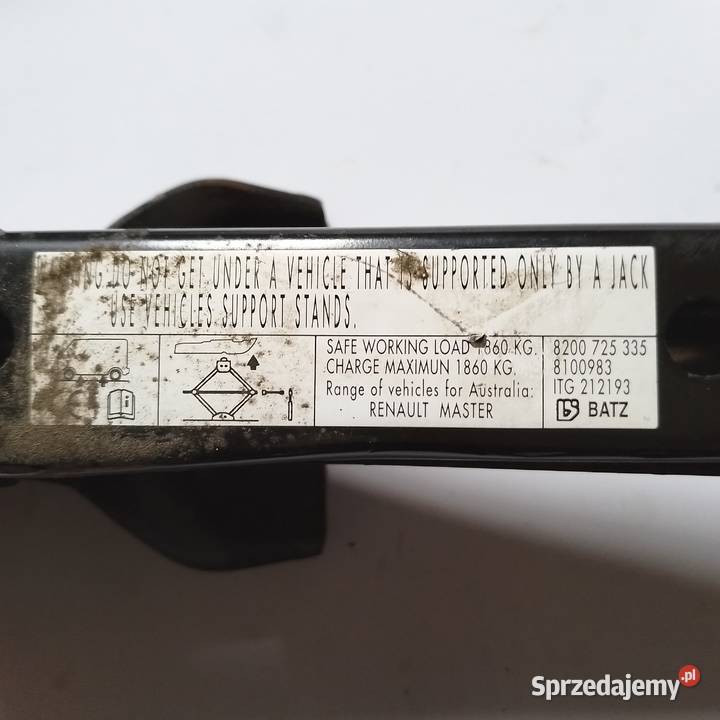 DO NOT GET UNDER A VEHICLE THAT IS SUPPORTED ONLY BY A JACK
USE VEHICLES SUPPORT STANDS.
SAFE WORKING LOAD 1860 KG.
CHARGE MAXIMUN 1860 KG.
Range of vehicles for Australia:
RENAULT MASTER
8200 725 335
8100983
ITG 212193
BATZ
Sprzedajemy.pl